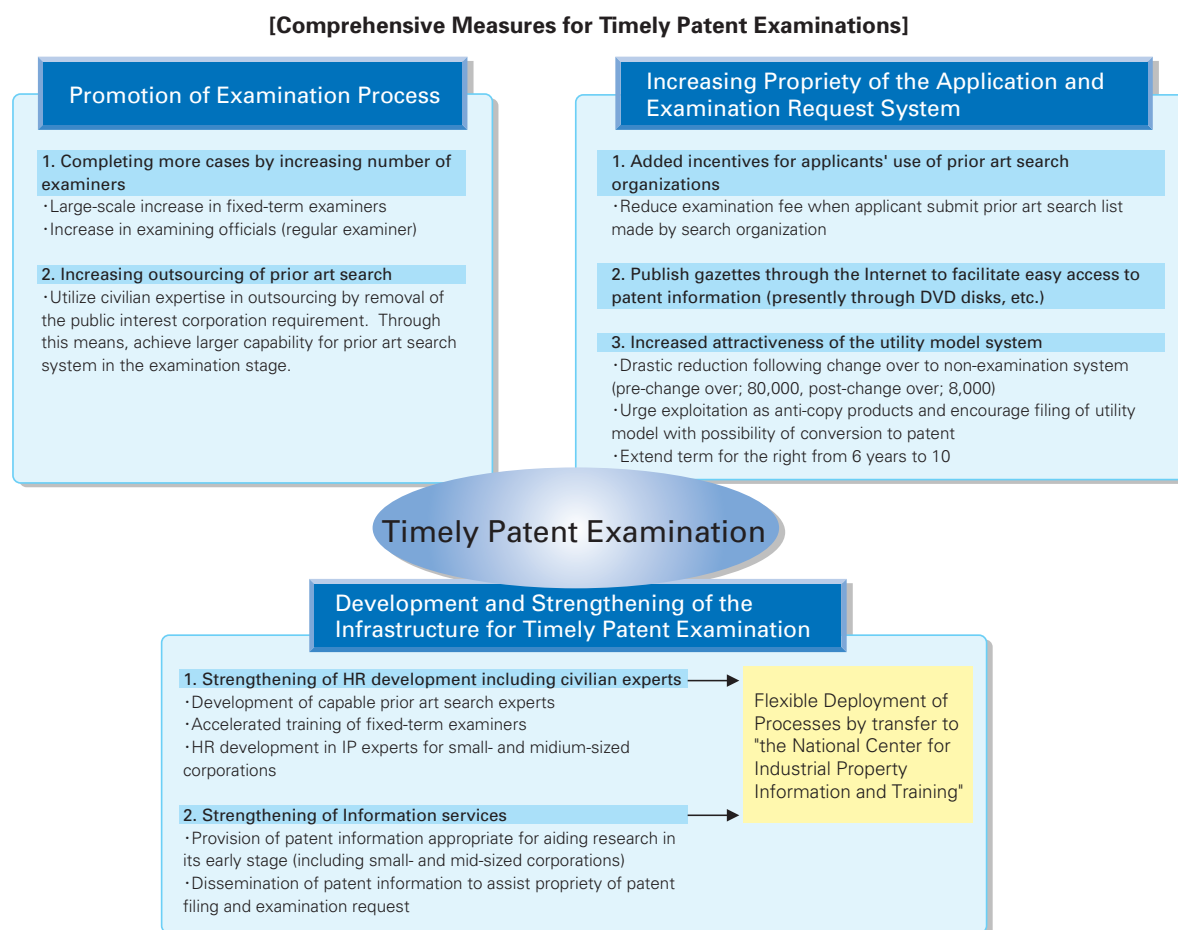 [Comprehensive Measures for Timely Patent Examinations]
Promotion of Examination Process
1. Completing more cases by increasing number of
examiners
・Large-scale increase in fixed-term examiners
・Increase in examining officials (regular examiner)
2. Increasing outsourcing of prior art search
・Utilize civilian expertise in outsourcing by removal of
the public interest corporation requirement. Through
this means, achieve larger capability for prior art search
system in the examination stage.
Increasing Propriety of the Application and
Examination Request System
1. Added incentives for applicants' use of prior art search
organizations
・Reduce examination fee when applicant submit prior art search list
made by search organization
2. Publish gazettes through the Internet to facilitate easy access to
patent information (presently through DVD disks, etc.)
3. Increased attractiveness of the utility model system
・Drastic reduction following change over to non-examination system
(pre-change over; 80,000, post-change over; 8,000)
・Urge exploitation as anti-copy products and encourage filing of utility
model with possibility of conversion to patent
・Extend term for the right from 6 years to 10
Timely Patent Examination
Development and Strengthening of the
Infrastructure for Timely Patent Examination
1. Strengthening of HR development including civilian experts
・Development of capable prior art search experts
・Accelerated training of fixed-term examiners
・HR development in IP experts for small- and midium-sized
corporations
2. Strengthening of Information services
・Provision of patent information appropriate for aiding research in
its early stage (including small- and mid-sized corporations)
・Dissemination of patent information to assist propriety of patent
filing and examination request
Flexible Deployment of
Processes by transfer to
"the National Center for
Industrial Property
Information and Training"